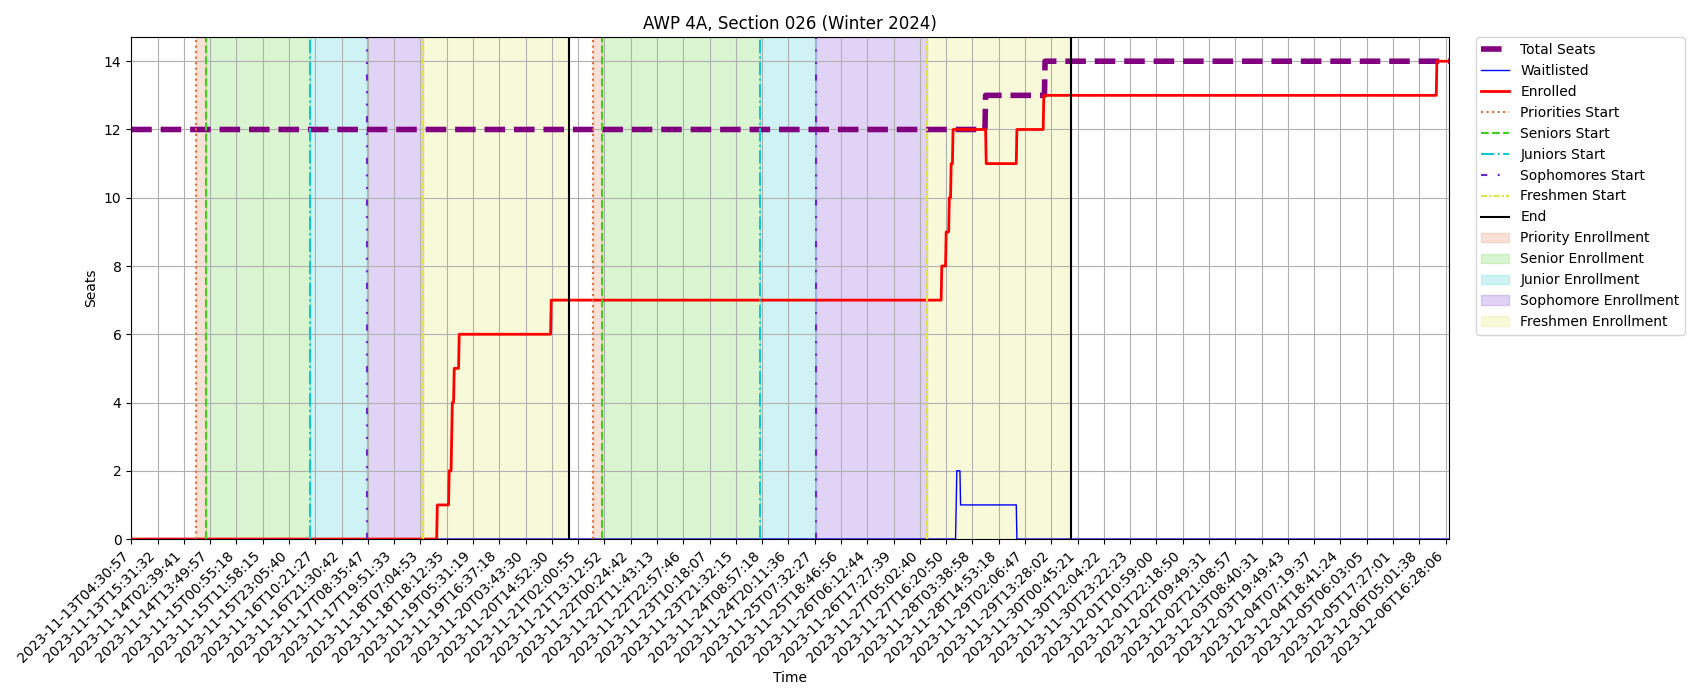 AWP 4A, Section 026 (Winter 2024)
Seats
14
12
10
8
6
4
2
0
2023-11-13T04:30:57
2023-11-13T15:31:32
2023-11-14T02:39:41
2023-11-14T13:49:57
2023-11-15T00:55:18
2023-11-15T11:58:15
2023-11-15T23:05:40
2023-11-16T10:21:27
2023-11-16T21:30:42
2023-11-17T08:35:47
2023-11-17T19:51:33
2023-11-18T07:04:53
2023-11-18T18:12:35
2023-11-19T05:31:19
2023-11-19T16:37:18
2023-11-20T03:43:30
2023-11-20T14:52:30
2023-11-21T02:00:55
2023-11-21T13:12:52
2023-11-22T00:24:42
2023-11-22T11:43:13
2023-11-22T22:57:46
2023-11-23T10:18:07
2023-11-23T21:32:15
2023-11-24T08:57:18
2023-11-24T20:11:36
2023-11-25T07:32:27
2023-11-25T18:46:56
2023-11-26T06:12:44
2023-11-26T17:27:39
2023-11-27T05:02:40
2023-11-27T16:20:50
2023-11-28T03:38:58
2023-11-28T14:53:18
2023-11-29T02:06:47
2023-11-29T13:28:02
2023-11-30T00:45:21
2023-11-30T12:04:22
2023-11-30T23:22:23
2023-12-01T10:59:00
2023-12-01T22:18:50
2023-12-02T09:49:31
2023-12-02T21:08:57
2023-12-03T08:40:31
2023-12-03T19:49:43
2023-12-04T07:19:37
2023-12-04T18:41:24
2023-12-05T06:03:05
2023-12-05T17:27:01
2023-12-06T05:01:38
2023-12-06T16:28:06
Time
Total Seats
Waitlisted
Enrolled
Priorities Start
Seniors Start
Juniors Start
Sophomores Start
Freshmen Start
End
Priority Enrollment
Senior Enrollment
Junior Enrollment
Sophomore Enrollment
Freshmen Enrollment